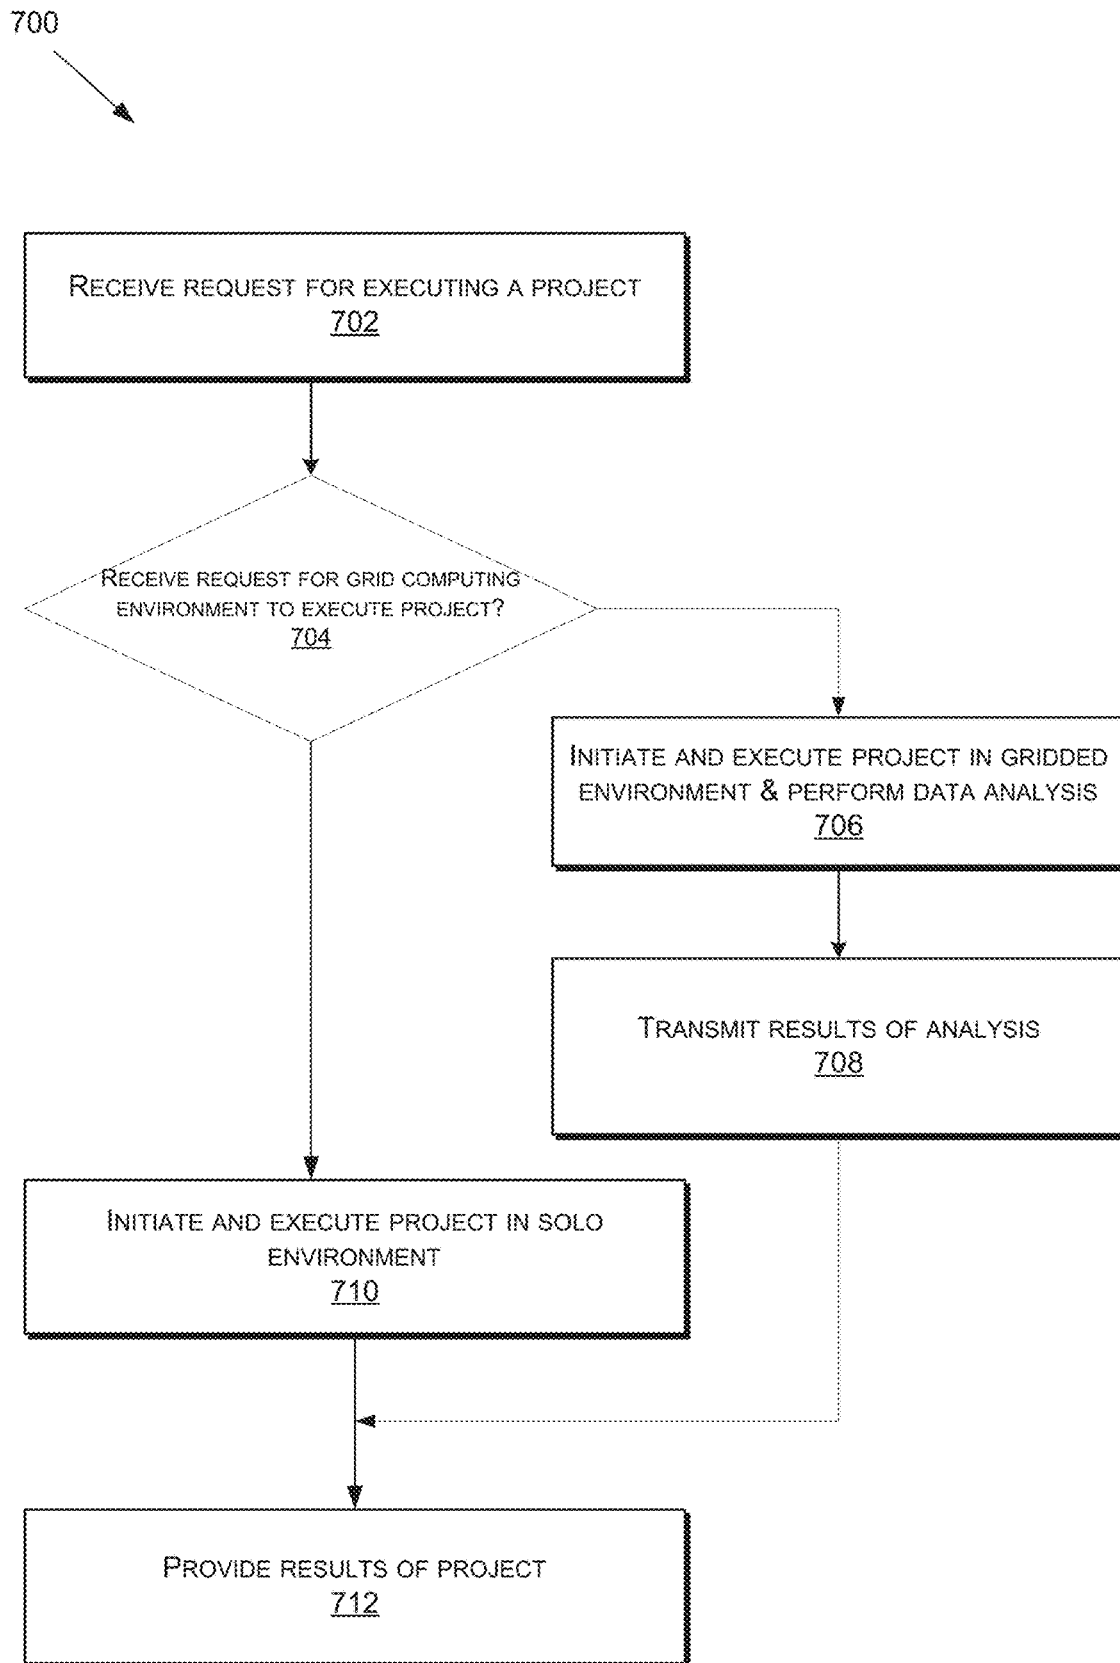 700
RECEIVE REQUEST FOR EXECUTING A PROJECT
702
RECEIVE REQUEST FOR GRID COMPUTING
ENVIRONMENT TO EXECUTE PROJECT?
704
INITIATE AND EXECUTE PROJECT IN GRIDDED
ENVIRONMENT & PERFORM DATA ANALYSIS
706
TRANSMIT RESULTS OF ANALYSIS
708
INITIATE AND EXECUTE PROJECT IN SOLO
ENVIRONMENT
710
PROVIDE RESULTS OF PROJECT
712